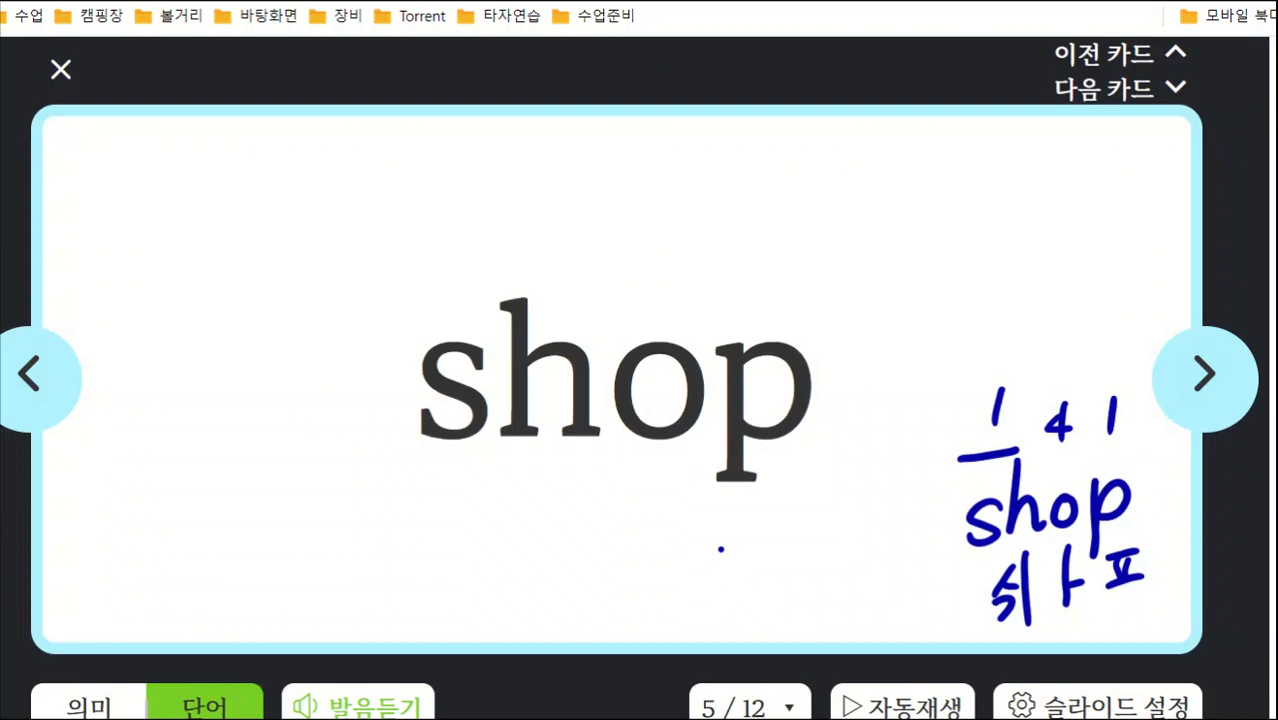 수업 캠핑장 볼거리 바탕화면 장비 Torrent 타자연습 수업준비 모바일 북
이전 카드
다음 카드
shop
1 4 1
shop
쉬 ㅏ ㅍ
의미 단어 발음듣기 5 / 12 자동재생 슬라이드 설정